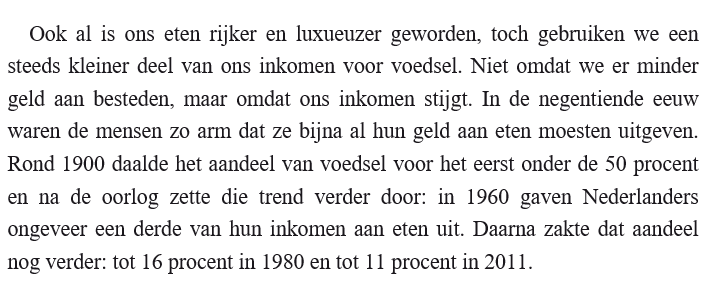 Ook al is ons eten rijker en luxueuzer geworden, toch gebruiken we een
steeds kleiner deel van ons inkomen voor voedsel. Niet omdat we er minder
geld aan besteden, maar omdat ons inkomen stijgt. In de negentiende eeuw
waren de mensen zo arm dat ze bijna al hun geld aan eten moesten uitgeven.
Rond 1900 daalde het aandeel van voedsel voor het eerst onder de 50 procent
en na de oorlog zette die trend verder door: in 1960 gaven Nederlanders
ongeveer een derde van hun inkomen aan eten uit. Daarna zakte dat aandeel
nog verder: tot 16 procent in 1980 en tot 11 procent in 2011.